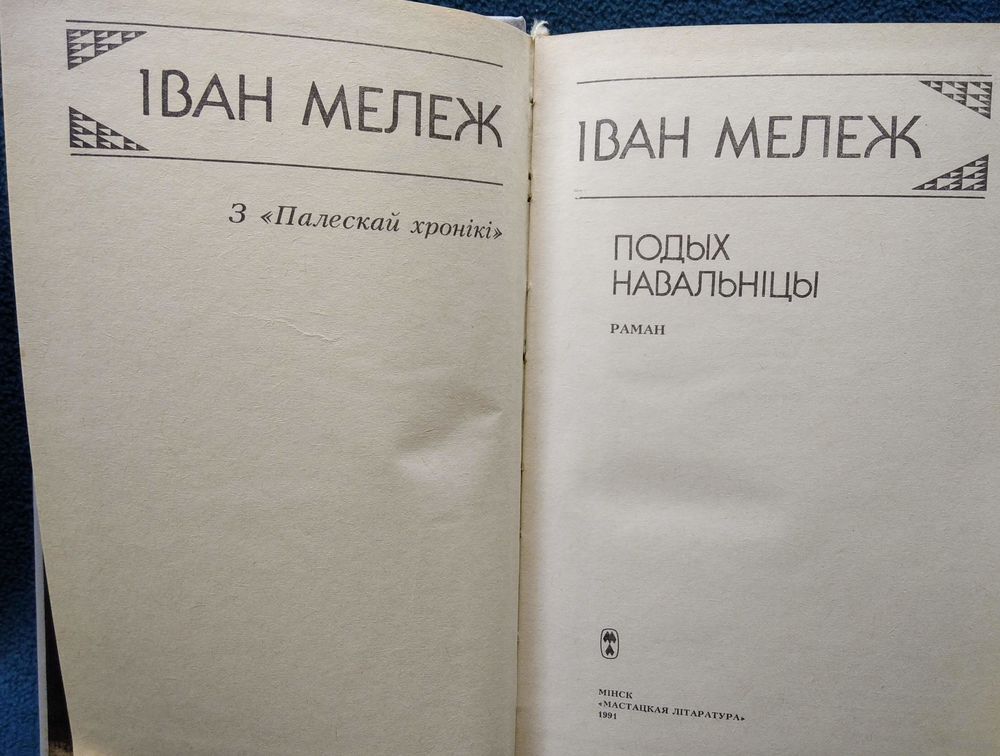 ІВАН МЕЛЕЖ
З «Палескай хронікі»
ІВАН МЕЛЕЖ
ПОДЫХ
НАВАЛЬНІЦЫ
РАМАН
МІНСК
«МАСТАЦКАЯ ЛІТАРАТУРА»
1991